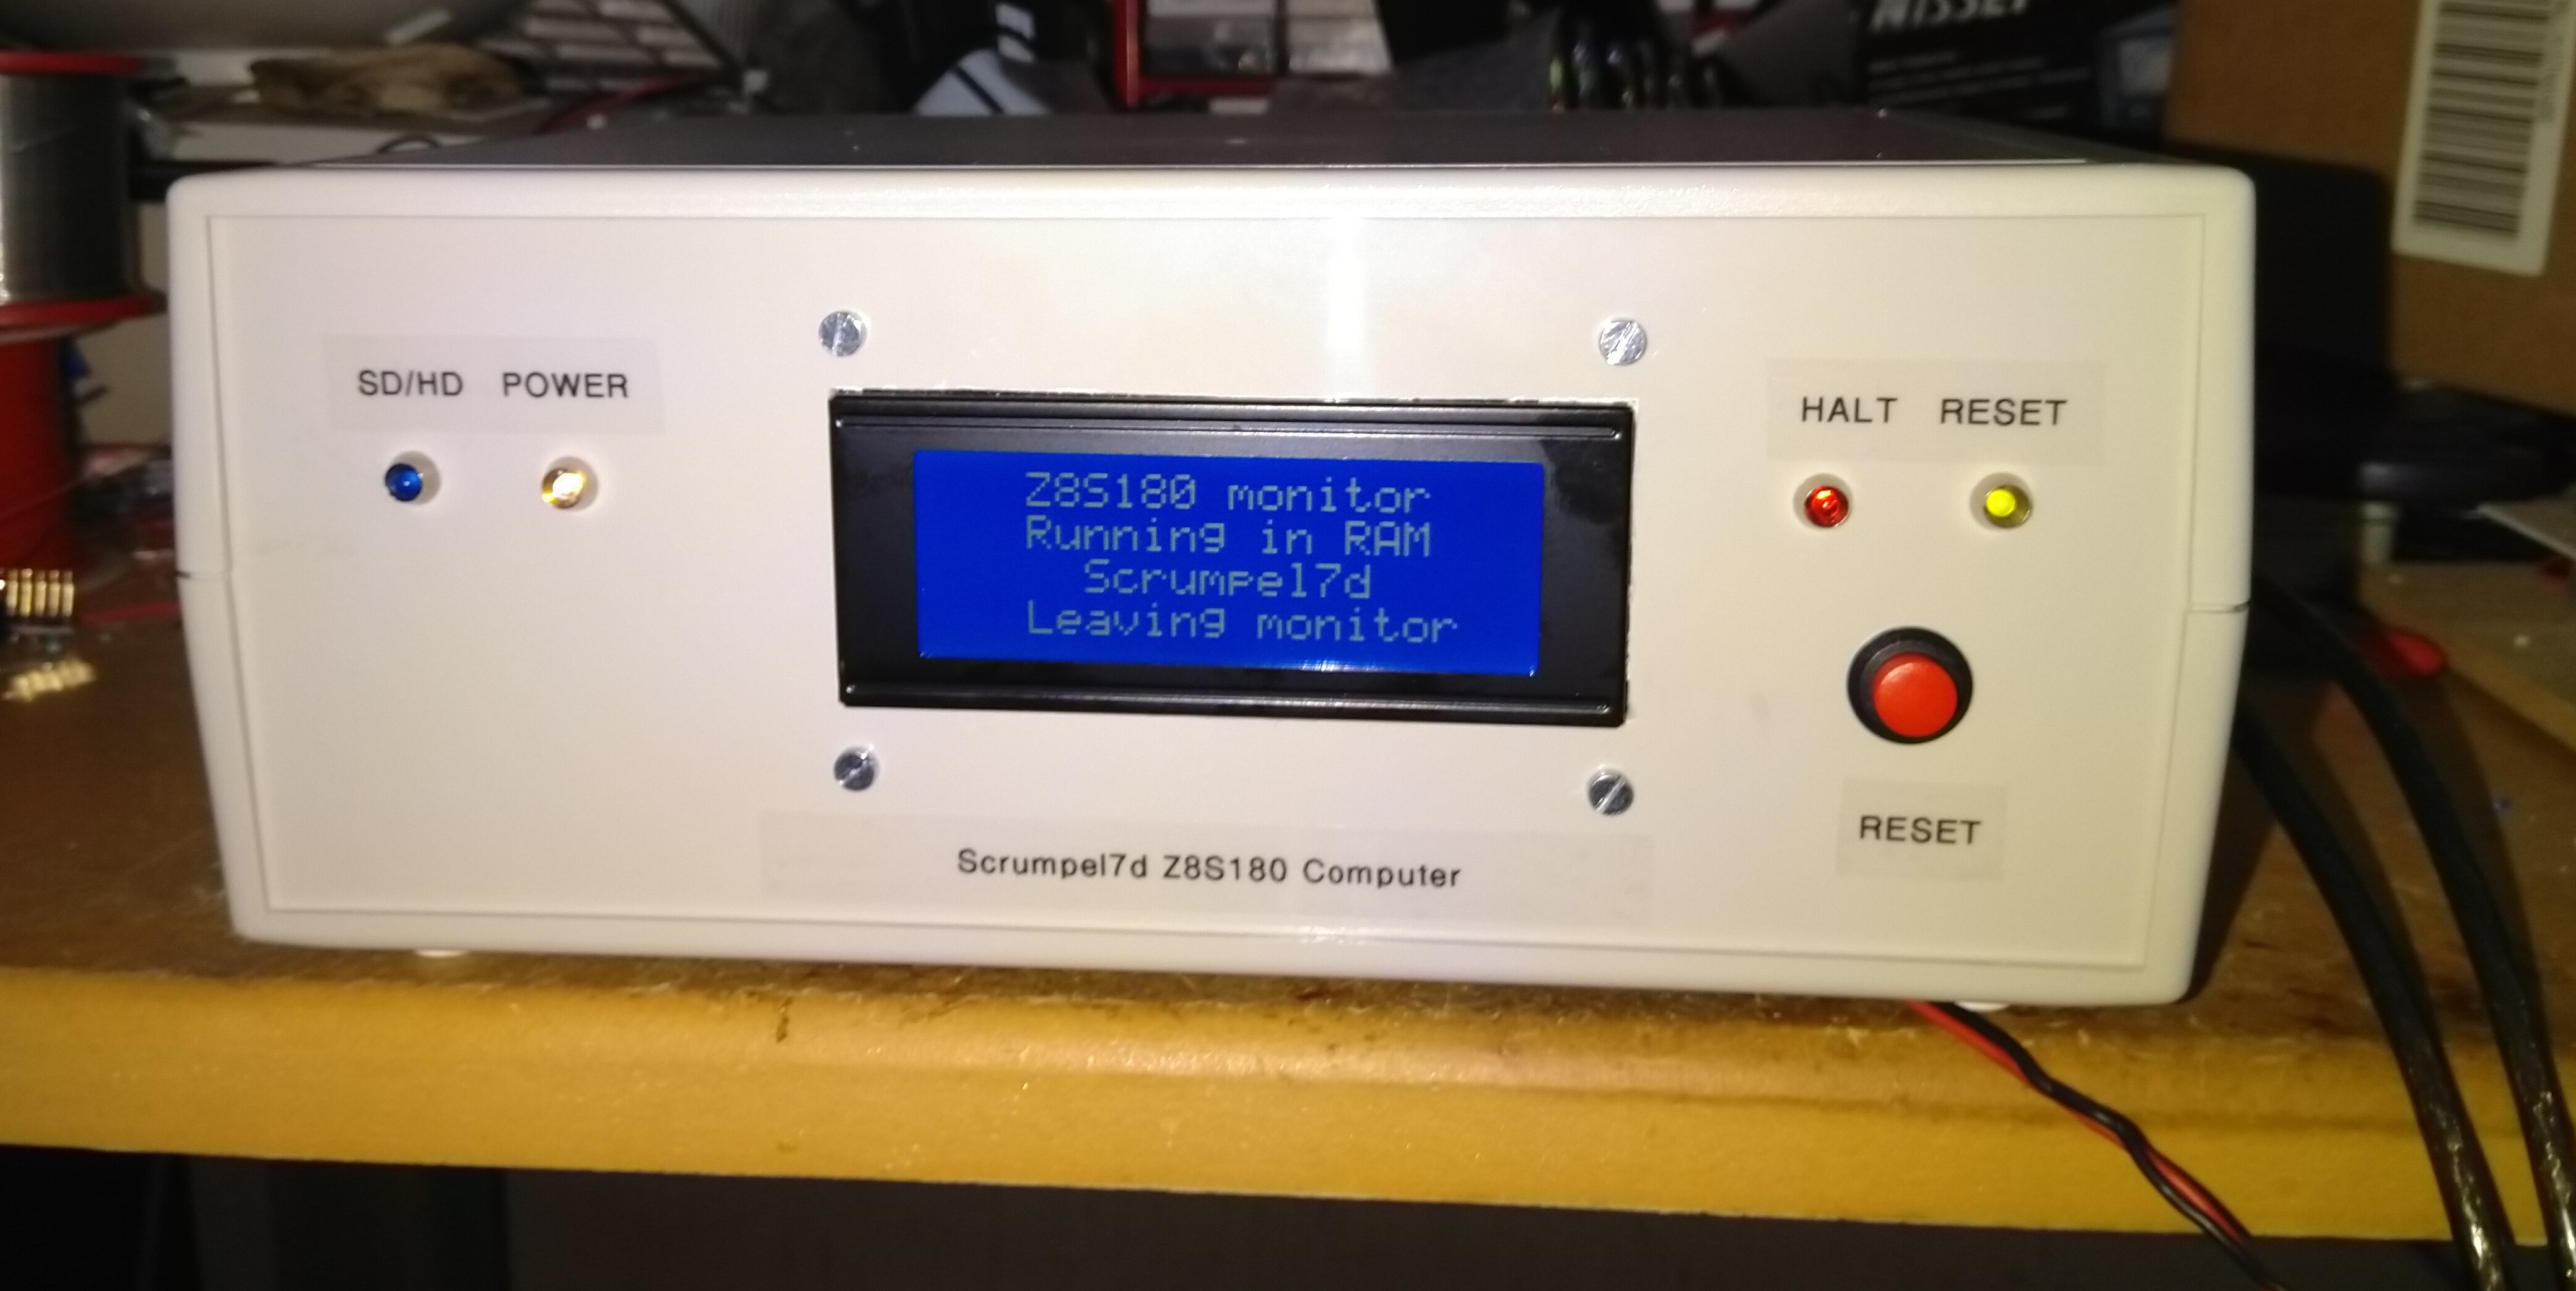 SD/HD POWER
HALT RESET
Z8S180 monitor
Running in RAM
Scrumpel7d
Leaving monitor
RESET
Scrumpel7d Z8S180 Computer